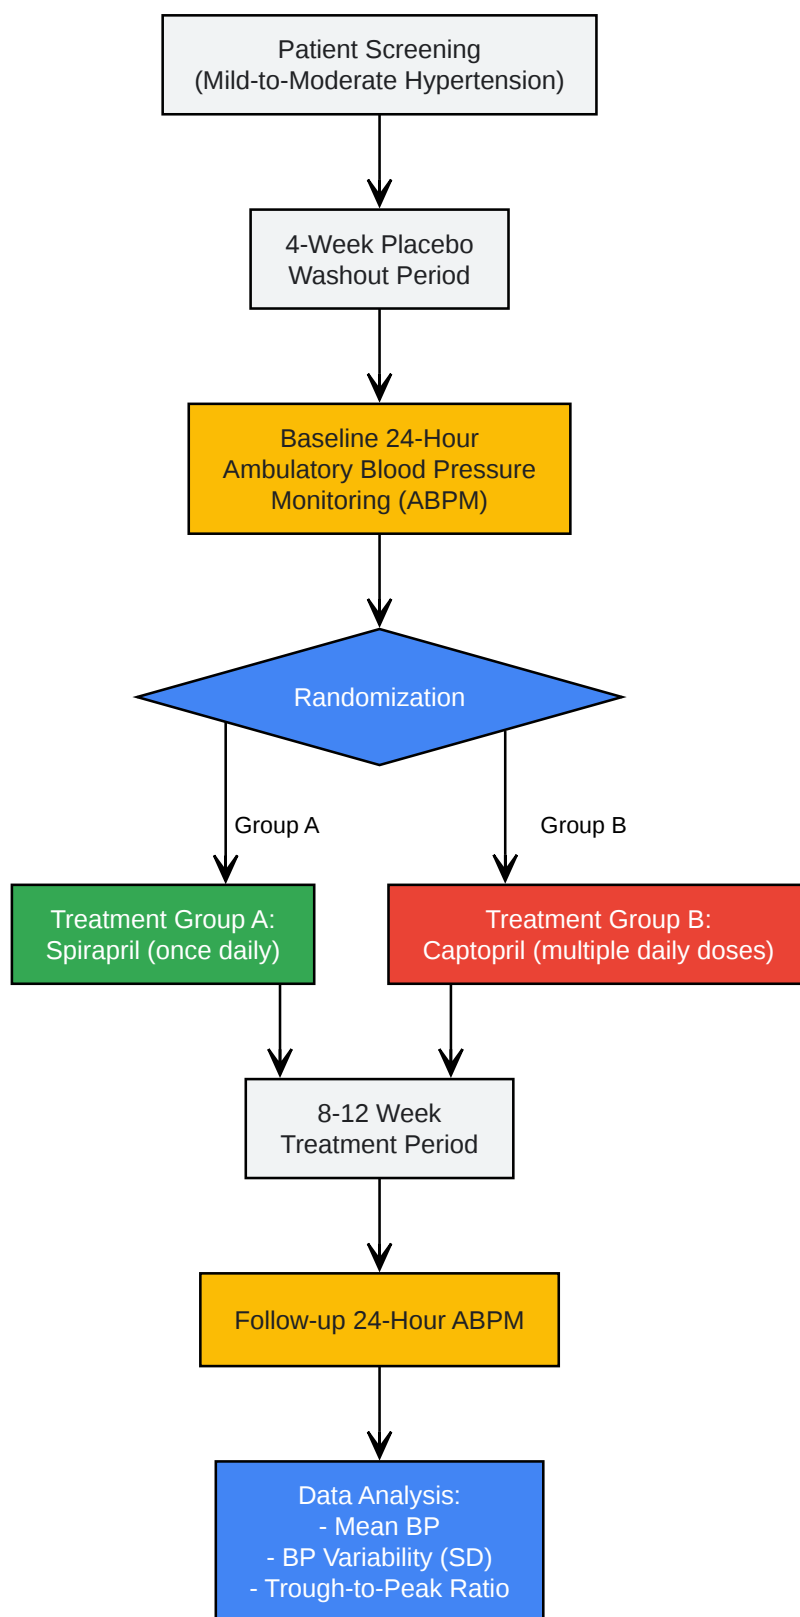 Patient Screening
(Mild-to-Moderate Hypertension)
4-Week Placebo
Washout Period
Baseline 24-Hour
Ambulatory Blood Pressure
Monitoring (ABPM)
Randomization
Group A
Group B
Treatment Group A:
Spirapril (once daily)
Treatment Group B:
Captopril (multiple daily doses)
8-12 Week
Treatment Period
Follow-up 24-Hour ABPM
Data Analysis:
- Mean BP
- BP Variability (SD)
- Trough-to-Peak Ratio